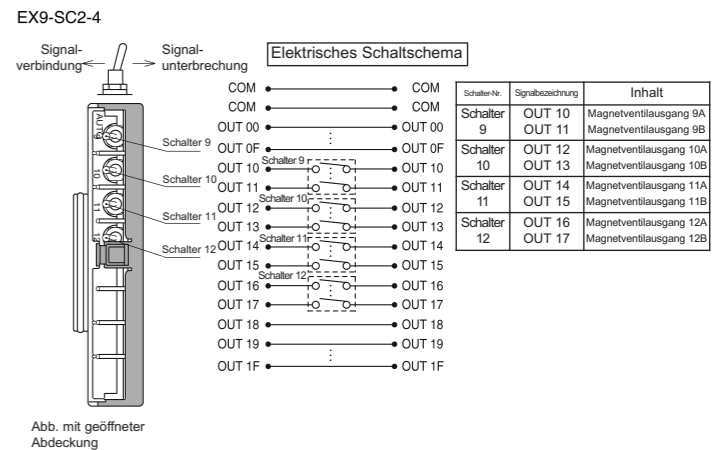 EX9-SC2-4
Signal-
verbindung
Signal-
unterbrechung
Elektrisches Schaltschema
AUTO
9
10
11
Schalter 9
Schalter 10
Schalter 11
Schalter 12
COM COM
COM COM
OUT 00 OUT 00
OUT 0F OUT 0F
Schalter 9
OUT 10 OUT 10
OUT 11 OUT 11
Schalter 10
OUT 12 OUT 12
OUT 13 OUT 13
Schalter 11
OUT 14 OUT 14
OUT 15 OUT 15
Schalter 12
OUT 16 OUT 16
OUT 17 OUT 17
OUT 18 OUT 18
OUT 19 OUT 19
OUT 1F OUT 1F
Schalter-Nr. Signalbezeichnung Inhalt
Schalter OUT 10 Magnetventilausgang 9A
9 OUT 11 Magnetventilausgang 9B
Schalter OUT 12 Magnetventilausgang 10A
10 OUT 13 Magnetventilausgang 10B
Schalter OUT 14 Magnetventilausgang 11A
11 OUT 15 Magnetventilausgang 11B
Schalter OUT 16 Magnetventilausgang 12A
12 OUT 17 Magnetventilausgang 12B
Abb. mit geöffneter
Abdeckung